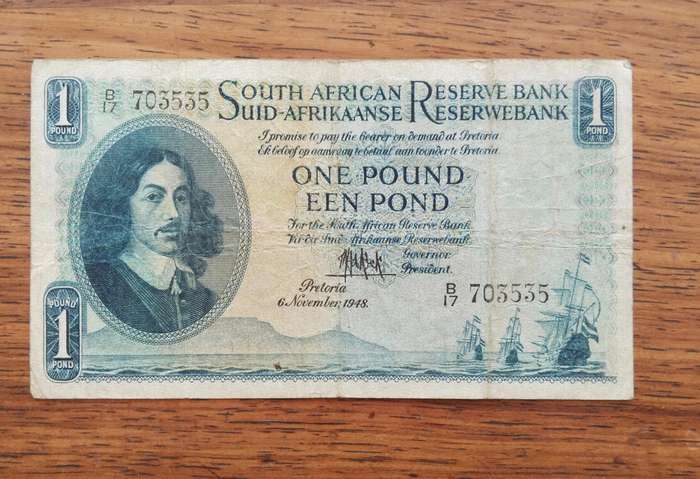 1
POUND
B/17 703535
SOUTH AFRICAN RESERVE BANK
SUID-AFRIKAANSE RESERWEBANK
1
POND
I promise to pay the bearer on demand at Pretoria.
Ek beloof op aanvraag te betaal aan toonder te Pretoria.
ONE POUND
EEN POND
For the South African Reserve Bank
Vir die Suid-Afrikaanse Reserwebank.
Governor.
President.
Pretoria
6 November, 1948.
B/17 703535
POUND
1
POND